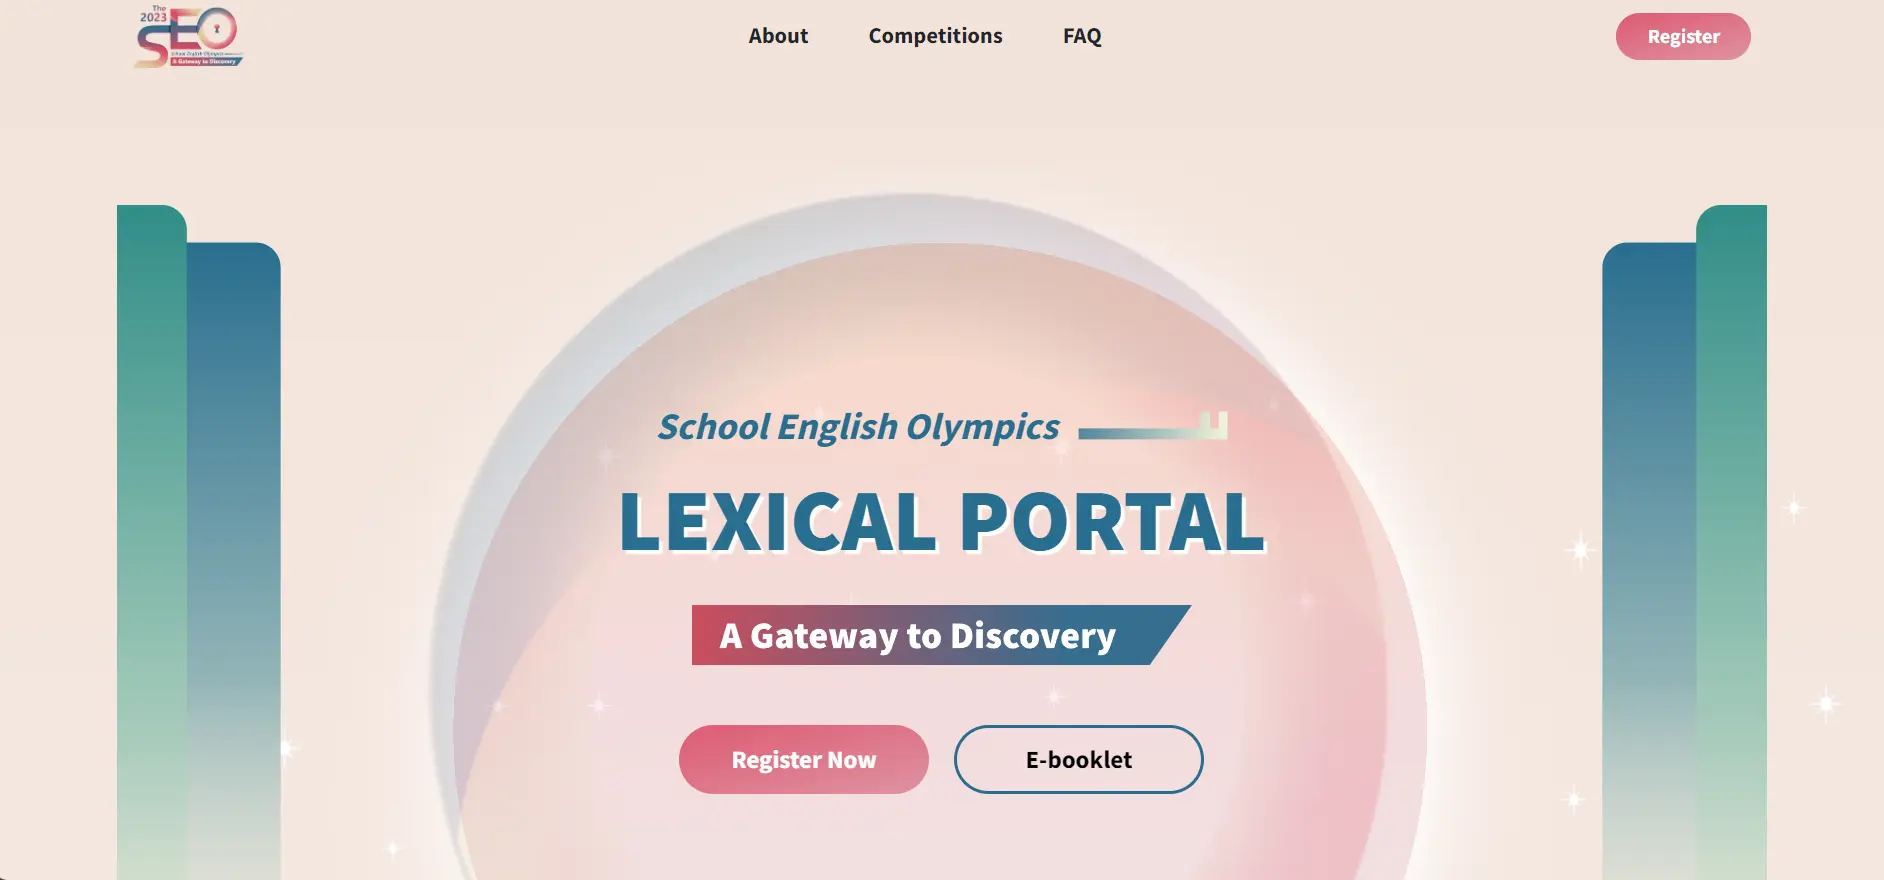 The
2023
SEO
School English Olympics
A Gateway to Discovery
About
Competitions
FAQ
Register
School English Olympics
LEXICAL PORTAL
A Gateway to Discovery
Register Now
E-booklet